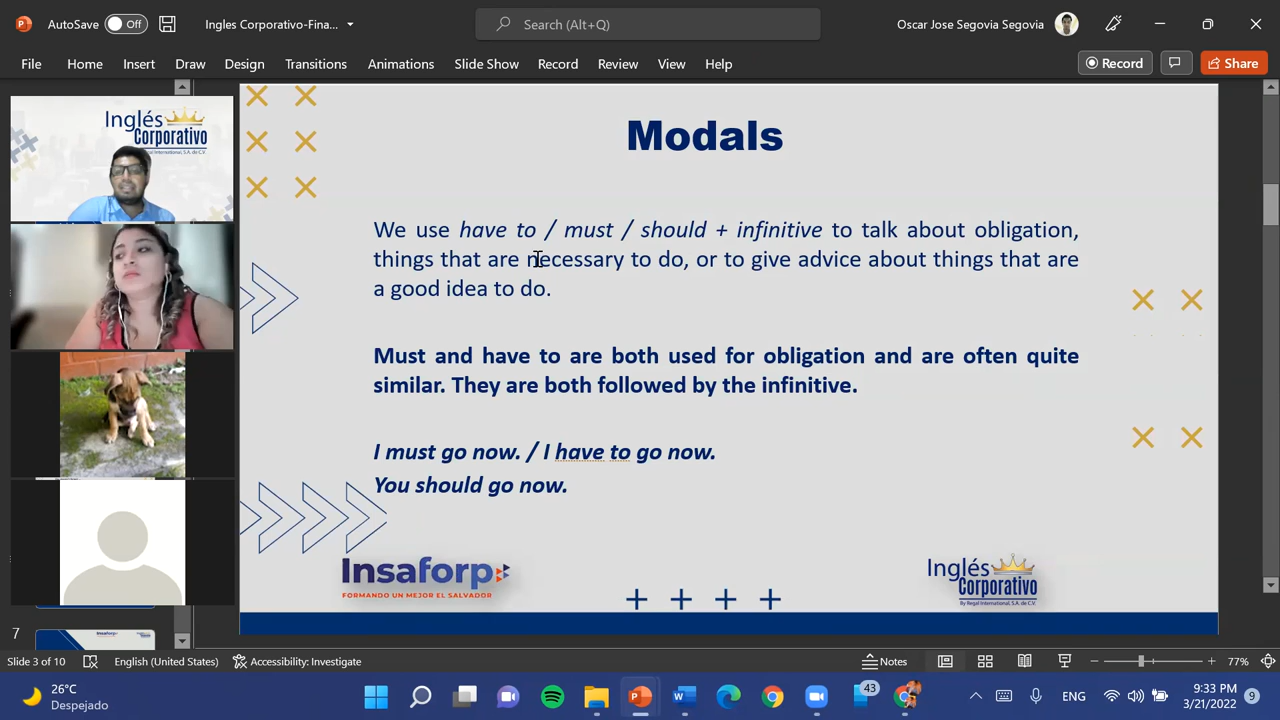 AutoSave Off Ingles Corporativo-Fina... Search (Alt+Q) Oscar Jose Segovia Segovia
File Home Insert Draw Design Transitions Animations Slide Show Record Review View Help Record Share
Inglés
Corporativo
Modals
We use have to / must / should + infinitive to talk about obligation,
things that are necessary to do, or to give advice about things that are
a good idea to do.
Must and have to are both used for obligation and are often quite
similar. They are both followed by the infinitive.
I must go now. / I have to go now.
You should go now.
Insaforp
FORMANDO UN MEJOR EL SALVADOR
Inglés
Corporativo
By Regal International, S.A. de C.V.
7
Slide 3 of 10 English (United States) Accessibility: Investigate Notes 77%
26°C
Despejado
43
ENG
9:33 PM
3/21/2022
9